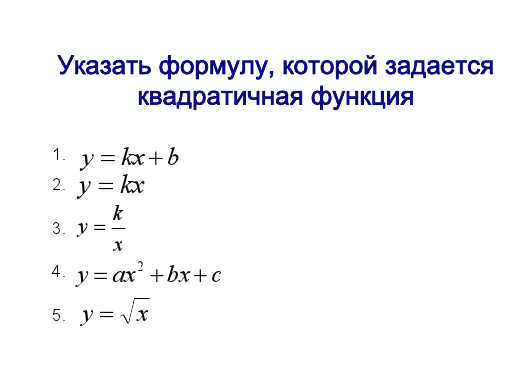 Указать формулу, которой задается
квадратичная функция
1. y = kx + b
2. y = kx
3. y = k/x
4. y = ax² + bx + c
5. y = √x